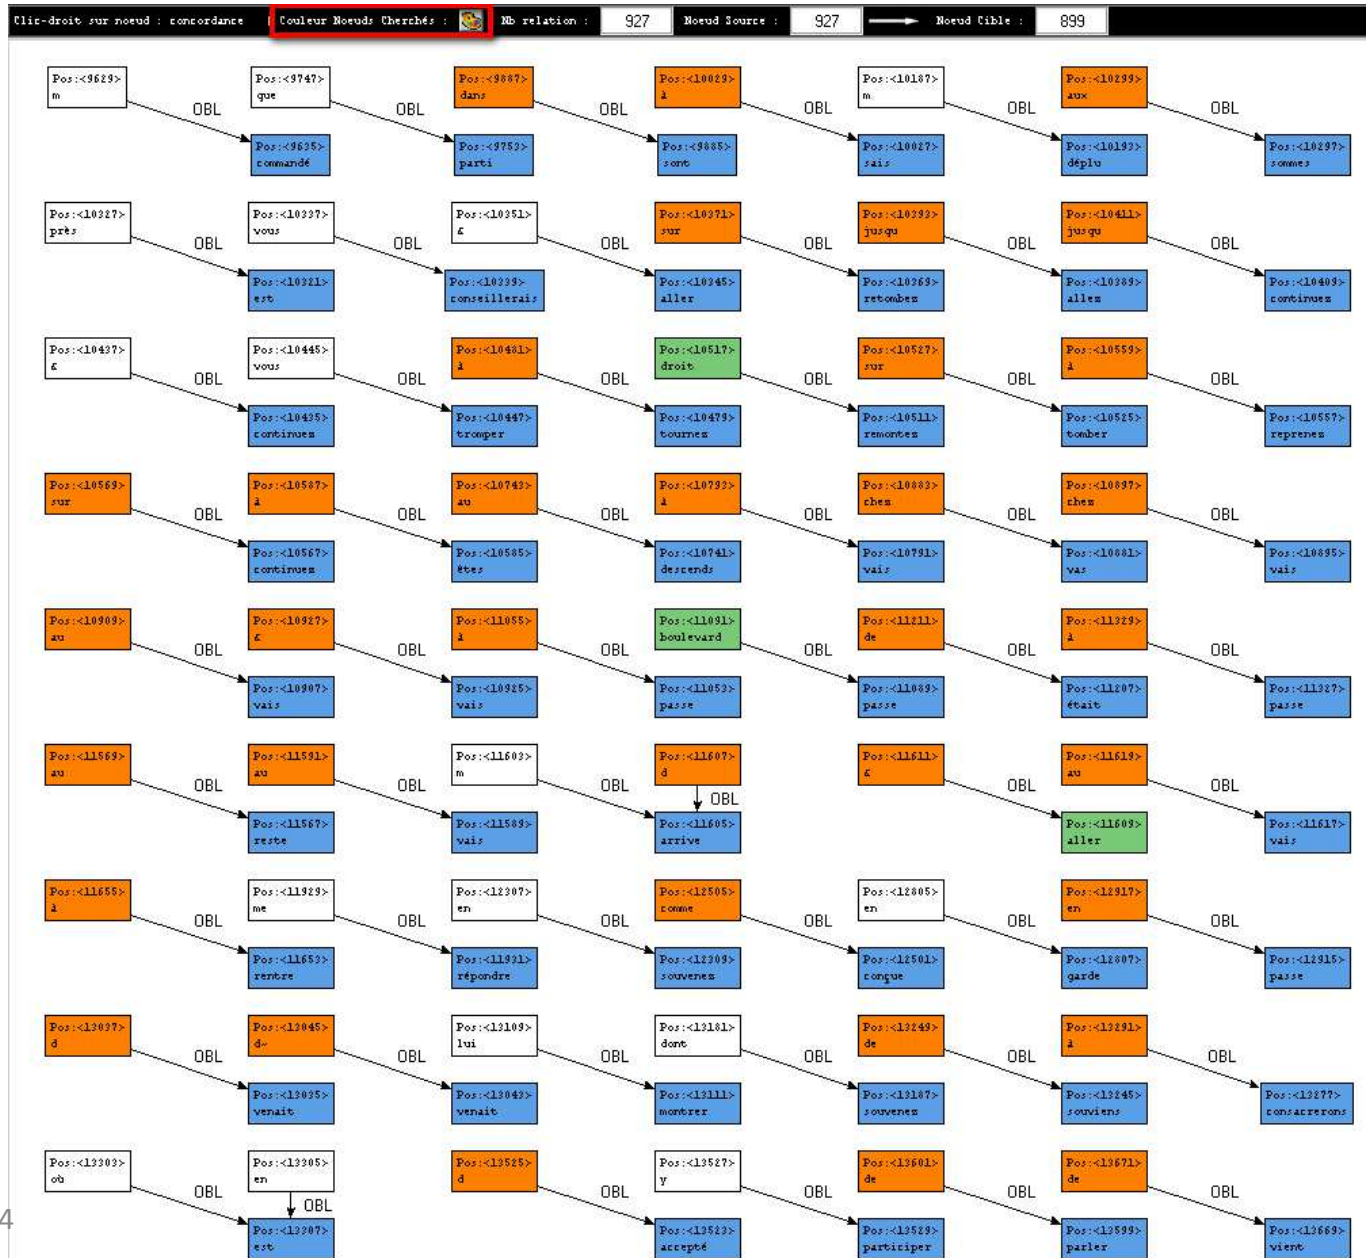 Clic-droit sur noeud : concordance | Couleur Noeuds Cherchés : Nb relation : 927 Noeud Source : 927 Noeud Cible : 899
Pos:<9629> Pos:<9747> Pos:<9887> Pos:<10029> Pos:<10187> Pos:<10299>
m que dans à m aux
OBL OBL OBL OBL OBL OBL
Pos:<9635> Pos:<9753> Pos:<9885> Pos:<10027> Pos:<10193> Pos:<10297>
commandé parti sont sais déplu sommes
Pos:<10327> Pos:<10337> Pos:<10351> Pos:<10371> Pos:<10393> Pos:<10411>
près vous & sur jusqu jusqu
OBL OBL OBL OBL OBL OBL
Pos:<10321> Pos:<10339> Pos:<10345> Pos:<10369> Pos:<10389> Pos:<10409>
est conseillerais aller retombez allez continuez
Pos:<10437> Pos:<10445> Pos:<10481> Pos:<10517> Pos:<10527> Pos:<10559>
& vous à droit sur à
OBL OBL OBL OBL OBL OBL
Pos:<10435> Pos:<10447> Pos:<10479> Pos:<10511> Pos:<10525> Pos:<10557>
continuez tromper tournez remontez tomber reprenez
Pos:<10569> Pos:<10587> Pos:<10743> Pos:<10793> Pos:<10883> Pos:<10897>
sur à au à chez chez
OBL OBL OBL OBL OBL OBL
Pos:<10567> Pos:<10585> Pos:<10741> Pos:<10791> Pos:<10881> Pos:<10895>
continuez êtes descends vais vas vais
Pos:<10909> Pos:<10927> Pos:<11055> Pos:<11091> Pos:<11211> Pos:<11329>
au & à boulevard de à
OBL OBL OBL OBL OBL OBL
Pos:<10907> Pos:<10925> Pos:<11053> Pos:<11089> Pos:<11207> Pos:<11327>
vais vais passe passe était passe
Pos:<11569> Pos:<11591> Pos:<11603> Pos:<11607> Pos:<11611> Pos:<11619>
au au m d & au
OBL OBL OBL OBL OBL OBL
Pos:<11567> Pos:<11589> Pos:<11605> Pos:<11609> Pos:<11617>
reste vais arrive aller vais
Pos:<11655> Pos:<11929> Pos:<12307> Pos:<12505> Pos:<12805> Pos:<12917>
à me en comme en en
OBL OBL OBL OBL OBL OBL
Pos:<11653> Pos:<11931> Pos:<12309> Pos:<12501> Pos:<12807> Pos:<12915>
rentre répondre souvenez conçue garde passe
Pos:<13037> Pos:<13045> Pos:<13109> Pos:<13181> Pos:<13249> Pos:<13291>
d d~ lui dont de à
OBL OBL OBL OBL OBL OBL
Pos:<13035> Pos:<13043> Pos:<13111> Pos:<13187> Pos:<13245> Pos:<13277>
venait venait montrer souvenez souviens consacrerons
Pos:<13303> Pos:<13305> Pos:<13525> Pos:<13527> Pos:<13601> Pos:<13671>
où en d y de de
OBL OBL OBL OBL OBL OBL
Pos:<13307> Pos:<13523> Pos:<13529> Pos:<13599> Pos:<13669>
est accepté participer parler vient
4